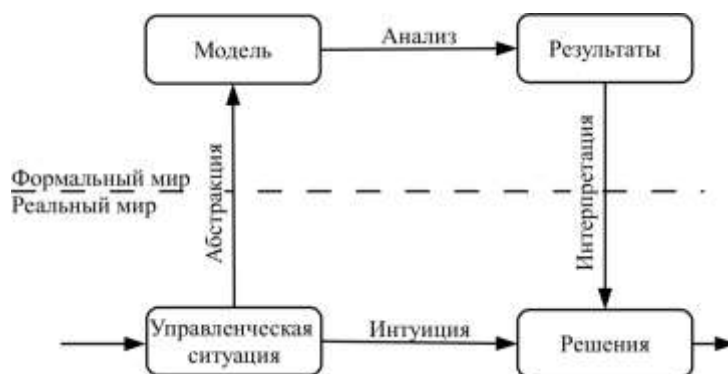 Модель
Анализ
Результаты
Абстракция
Интерпретация
Формальный мир
Реальный мир
Управленческая
ситуация
Интуиция
Решения